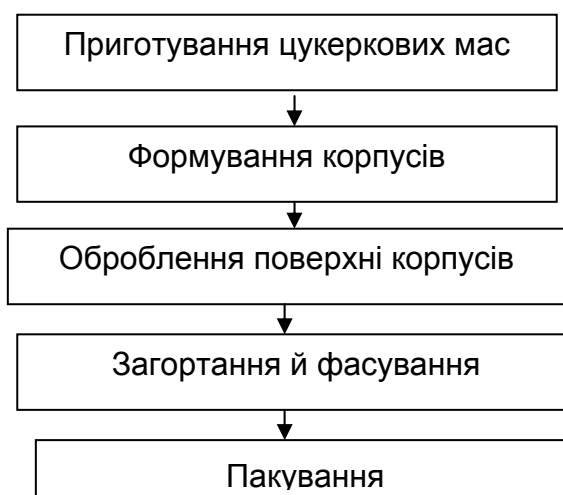 Приготування цукеркових мас
Формування корпусів
Оброблення поверхні корпусів
Загортання й фасування
Пакування